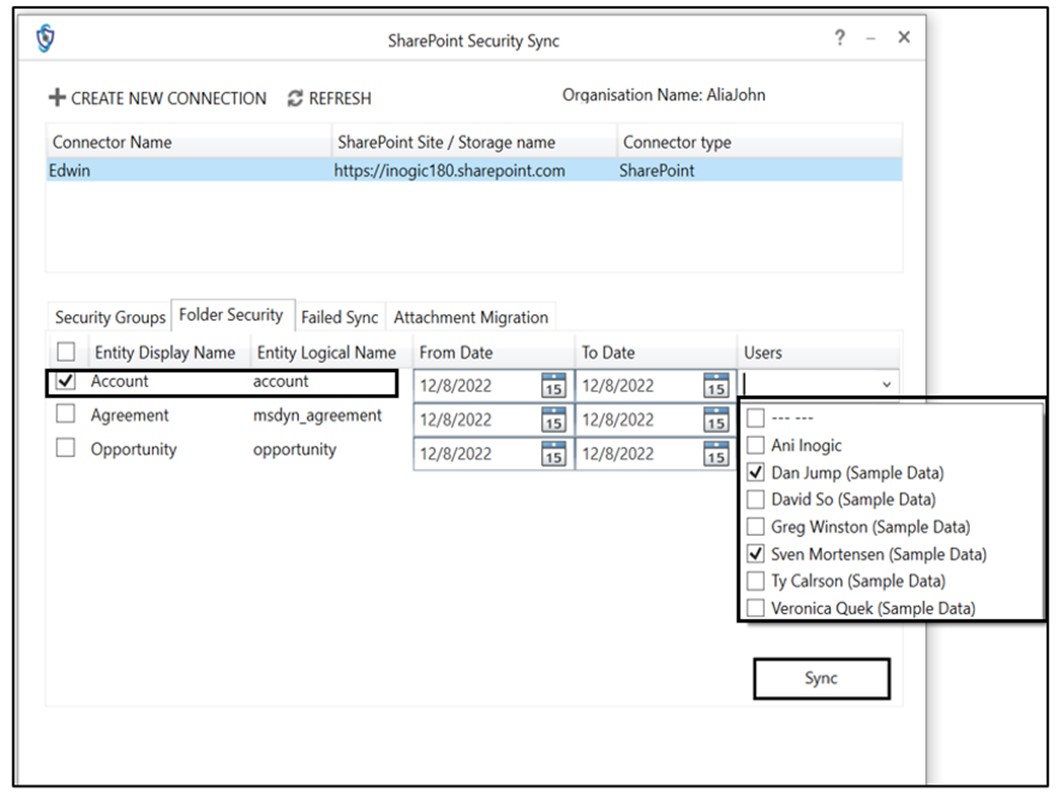 SharePoint Security Sync
? – ×
CREATE NEW CONNECTION REFRESH Organisation Name: AliaJohn
Connector Name SharePoint Site / Storage name Connector type
Edwin https://inogic180.sharepoint.com SharePoint
Security Groups Folder Security Failed Sync Attachment Migration
Entity Display Name Entity Logical Name From Date To Date Users
Account account 12/8/2022 15 12/8/2022 15
Agreement msdyn_agreement 12/8/2022 15 12/8/2022 15
Opportunity opportunity 12/8/2022 15 12/8/2022 15
--- ---
Ani Inogic
Dan Jump (Sample Data)
David So (Sample Data)
Greg Winston (Sample Data)
Sven Mortensen (Sample Data)
Ty Calrson (Sample Data)
Veronica Quek (Sample Data)
Sync